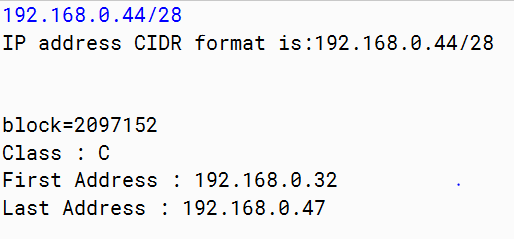 192.168.0.44/28
IP address CIDR format is:192.168.0.44/28
block=2097152
Class : C
First Address : 192.168.0.32
Last Address : 192.168.0.47